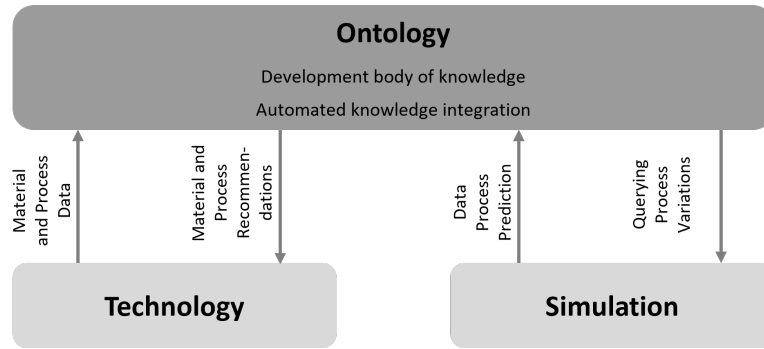 Ontology
Development body of knowledge
Automated knowledge integration
Material
and Process
Data
Material and
Process
Recommen-
dations
Data
Process
Prediction
Querying
Process
Variations
Technology
Simulation